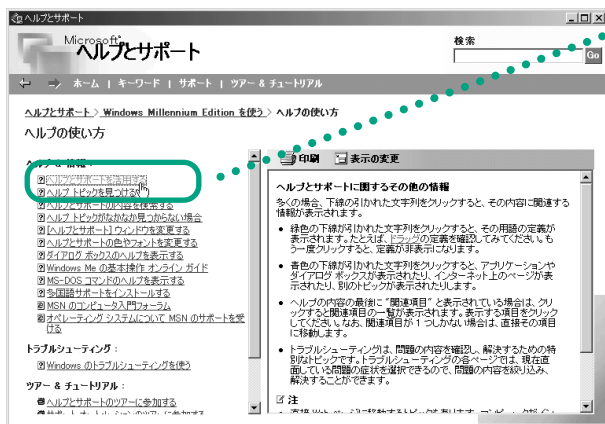 ヘルプとサポート
Microsoft
ヘルプとサポート
検索
Go
ホーム | キーワード | サポート | ツアー & チュートリアル
ヘルプとサポート > Windows Millennium Edition を使う > ヘルプの使い方
ヘルプの使い方
ヘルプとサポートを活用する
ヘルプ トピックを見つける
ヘルプとサポートの内容を検索する
ヘルプ トピックがなかなか見つからない場合
[ヘルプとサポート] ウィンドウを変更する
ヘルプとサポートの色やフォントを変更する
ダイアログ ボックスのヘルプを表示する
Windows Me の基本操作 オンライン ガイド
MS-DOS コマンドのヘルプを表示する
多国語サポートをインストールする
MSN のコンピュータ入門フォーラム
オペレーティング システムについて MSN のサポートを受
ける
トラブルシューティング :
Windows のトラブルシューティングを使う
ツアー & チュートリアル :
ヘルプとサポートのツアーに参加する
印刷 表示の変更
ヘルプとサポートに関するその他の情報
多くの場合、下線の引かれた文字列をクリックすると、その内容に関連する
情報が表示されます。
• 緑色の下線が引かれた文字列をクリックすると、その用語の定義が
表示されます。たとえば、ドラッグの定義を確認してみてください。も
う一度クリックすると、定義が非表示になります。
• 青色の下線が引かれた文字列をクリックすると、アプリケーションや
ダイアログ ボックスが表示されたり、インターネット上のページが表
示されたり、別のトピックが表示されたりします。
• ヘルプの内容の最後に "関連項目" と表示されている場合は、クリ
ックすると関連項目の一覧が表示されます。表示する項目をクリック
してください。なお、関連項目が 1 つしかない場合は、直接その項目
に移動します。
• トラブルシューティングは、問題の内容を確認し、解決するための特
別なトピックです。トラブルシューティングの各ページでは、現在直
面している問題の症状を選択できるので、問題の内容を絞り込み、
解決することができます。
注